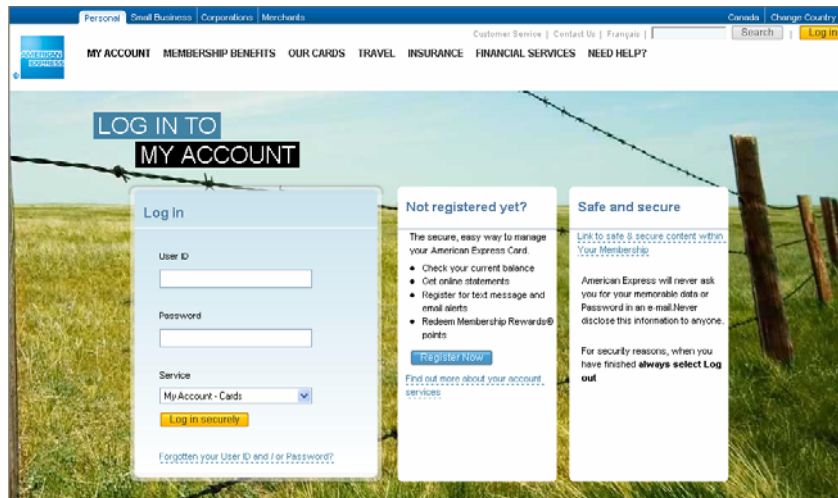 Personal Small Business Corporations Merchants Canada Change Country
Customer Service | Contact Us | Français | Search | Log in
AMERICAN EXPRESS
®
MY ACCOUNT MEMBERSHIP BENEFITS OUR CARDS TRAVEL INSURANCE FINANCIAL SERVICES NEED HELP?
LOG IN TO
MY ACCOUNT
Log In
User ID
Password
Service
My Account - Cards
Log in securely
Forgotten your User ID and / or Password?
Not registered yet?
The secure, easy way to manage
your American Express Card.
• Check your current balance
• Get online statements
• Register for text message and
email alerts
• Redeem Membership Rewards®
points
Register Now
Find out more about your account
services
Safe and secure
Link to safe & secure content within
Your Membership
American Express will never ask
you for your memorable data or
Password in an e-mail.Never
disclose this information to anyone.
For security reasons, when you
have finished always select Log
out